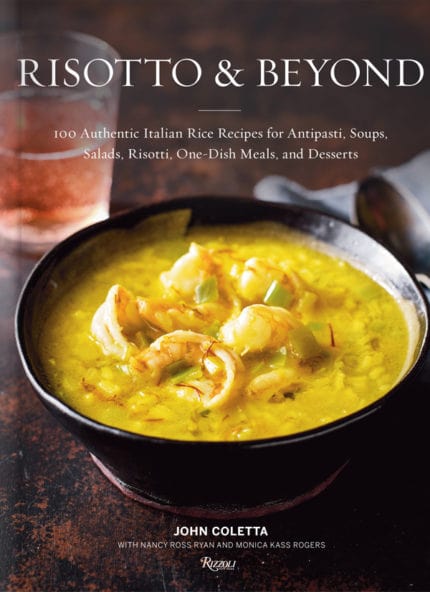 RISOTTO & BEYOND
100 Authentic Italian Rice Recipes for Antipasti, Soups,
Salads, Risotti, One-Dish Meals, and Desserts
JOHN COLETTA
WITH NANCY ROSS RYAN AND MONICA KASS ROGERS
RIZZOLI